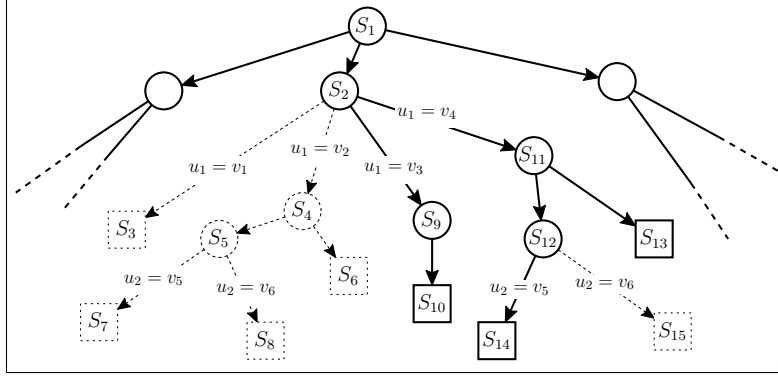 S₁
S₂
u₁ = v₄
u₁ = v₂
u₁ = v₁
u₁ = v₃
S₁₁
S₄
S₉
S₃
S₅
S₁₂
S₁₃
S₆
u₂ = v₅
u₂ = v₆
u₂ = v₅
u₂ = v₆
S₁₀
S₇
S₈
S₁₄
S₁₅